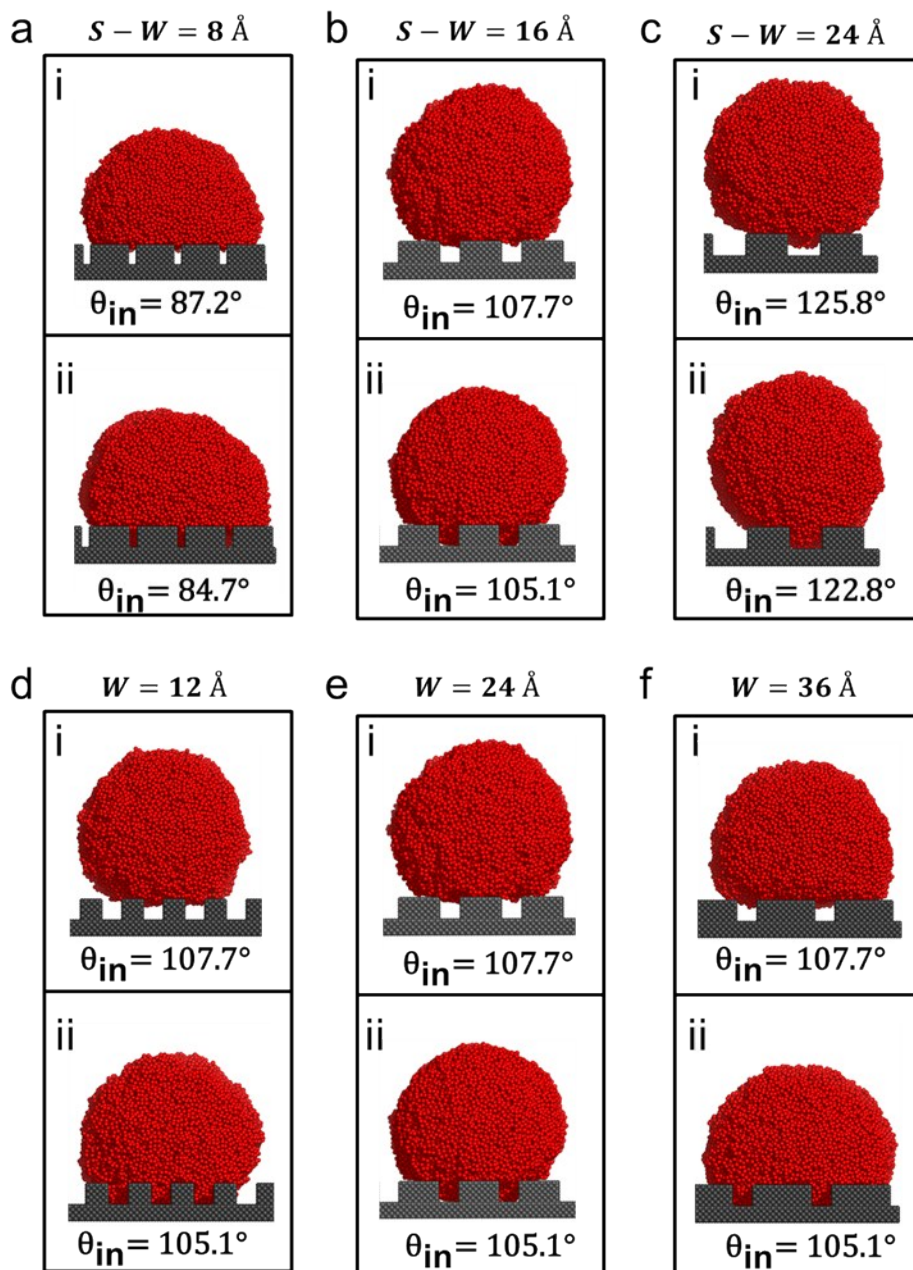 a S – W = 8 Å
b S – W = 16 Å
c S – W = 24 Å
i
i
i
θin = 87.2°
θin = 107.7°
θin = 125.8°
ii
ii
ii
θin = 84.7°
θin = 105.1°
θin = 122.8°
d W = 12 Å
e W = 24 Å
f W = 36 Å
i
i
i
θin = 107.7°
θin = 107.7°
θin = 107.7°
ii
ii
ii
θin = 105.1°
θin = 105.1°
θin = 105.1°